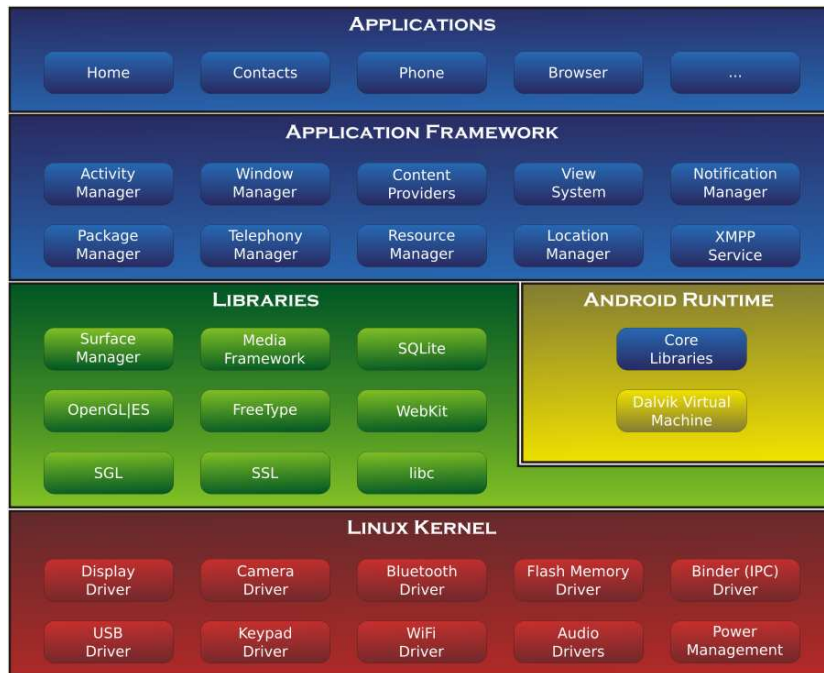 APPLICATIONS
Home
Contacts
Phone
Browser
...
APPLICATION FRAMEWORK
Activity
Manager
Window
Manager
Content
Providers
View
System
Notification
Manager
Package
Manager
Telephony
Manager
Resource
Manager
Location
Manager
XMPP
Service
LIBRARIES
Surface
Manager
Media
Framework
SQLite
OpenGL|ES
FreeType
WebKit
SGL
SSL
libc
ANDROID RUNTIME
Core
Libraries
Dalvik Virtual
Machine
LINUX KERNEL
Display
Driver
Camera
Driver
Bluetooth
Driver
Flash Memory
Driver
Binder (IPC)
Driver
USB
Driver
Keypad
Driver
WiFi
Driver
Audio
Drivers
Power
Management